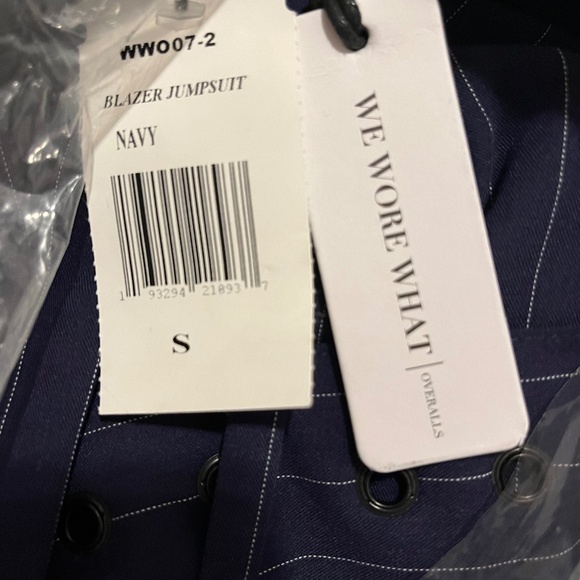 WWO07-2
BLAZER JUMPSUIT
NAVY
1 93294 21893 7
S
WE WORE WHAT | OVERALLS